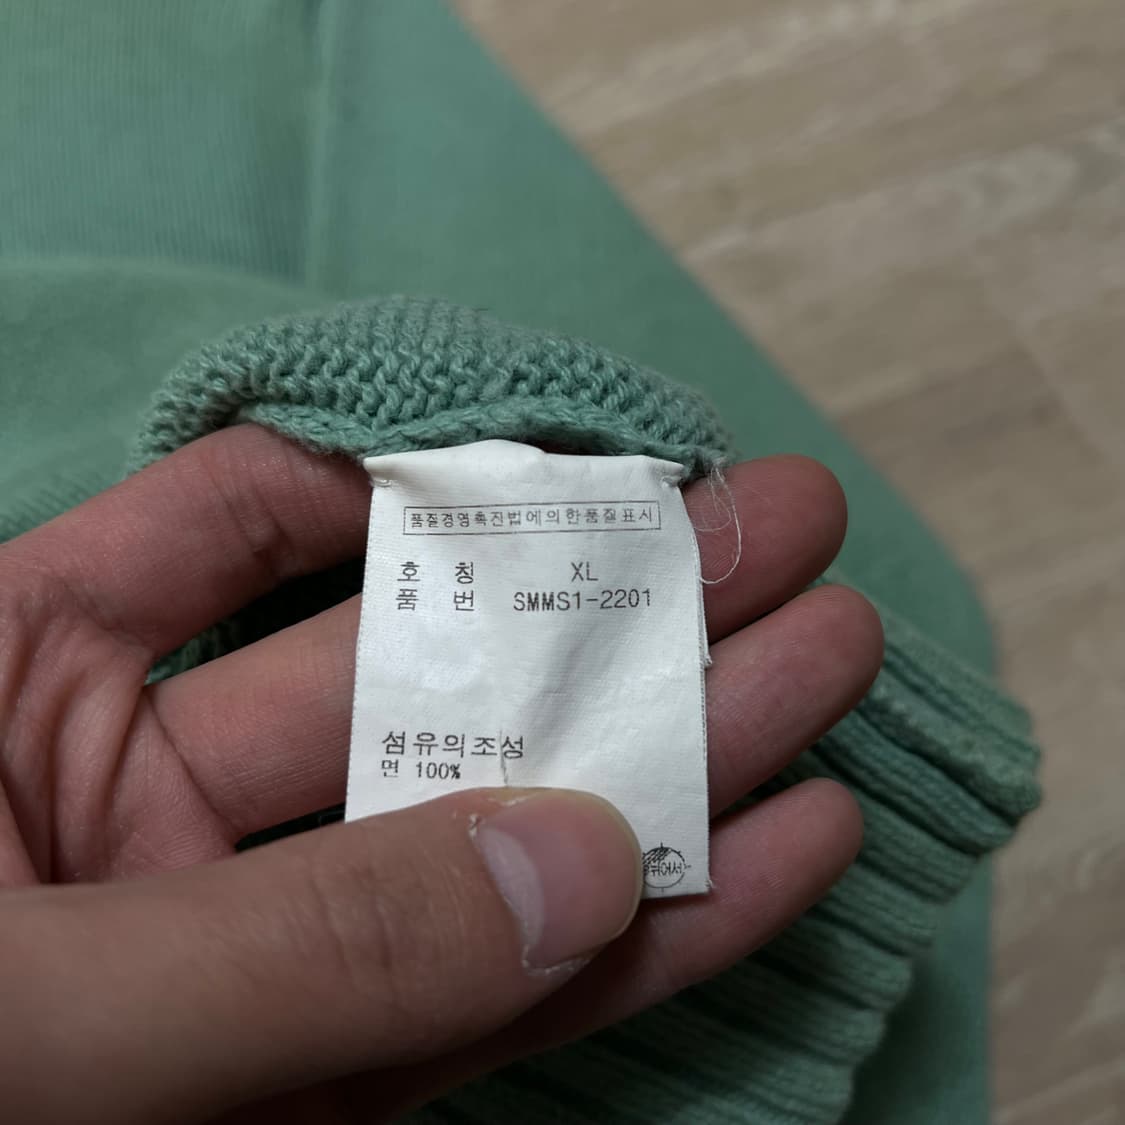 품질경영촉진법에의한품질표시
호 칭 XL
품 번 SMMS1-2201
섬유의조성
면 100%